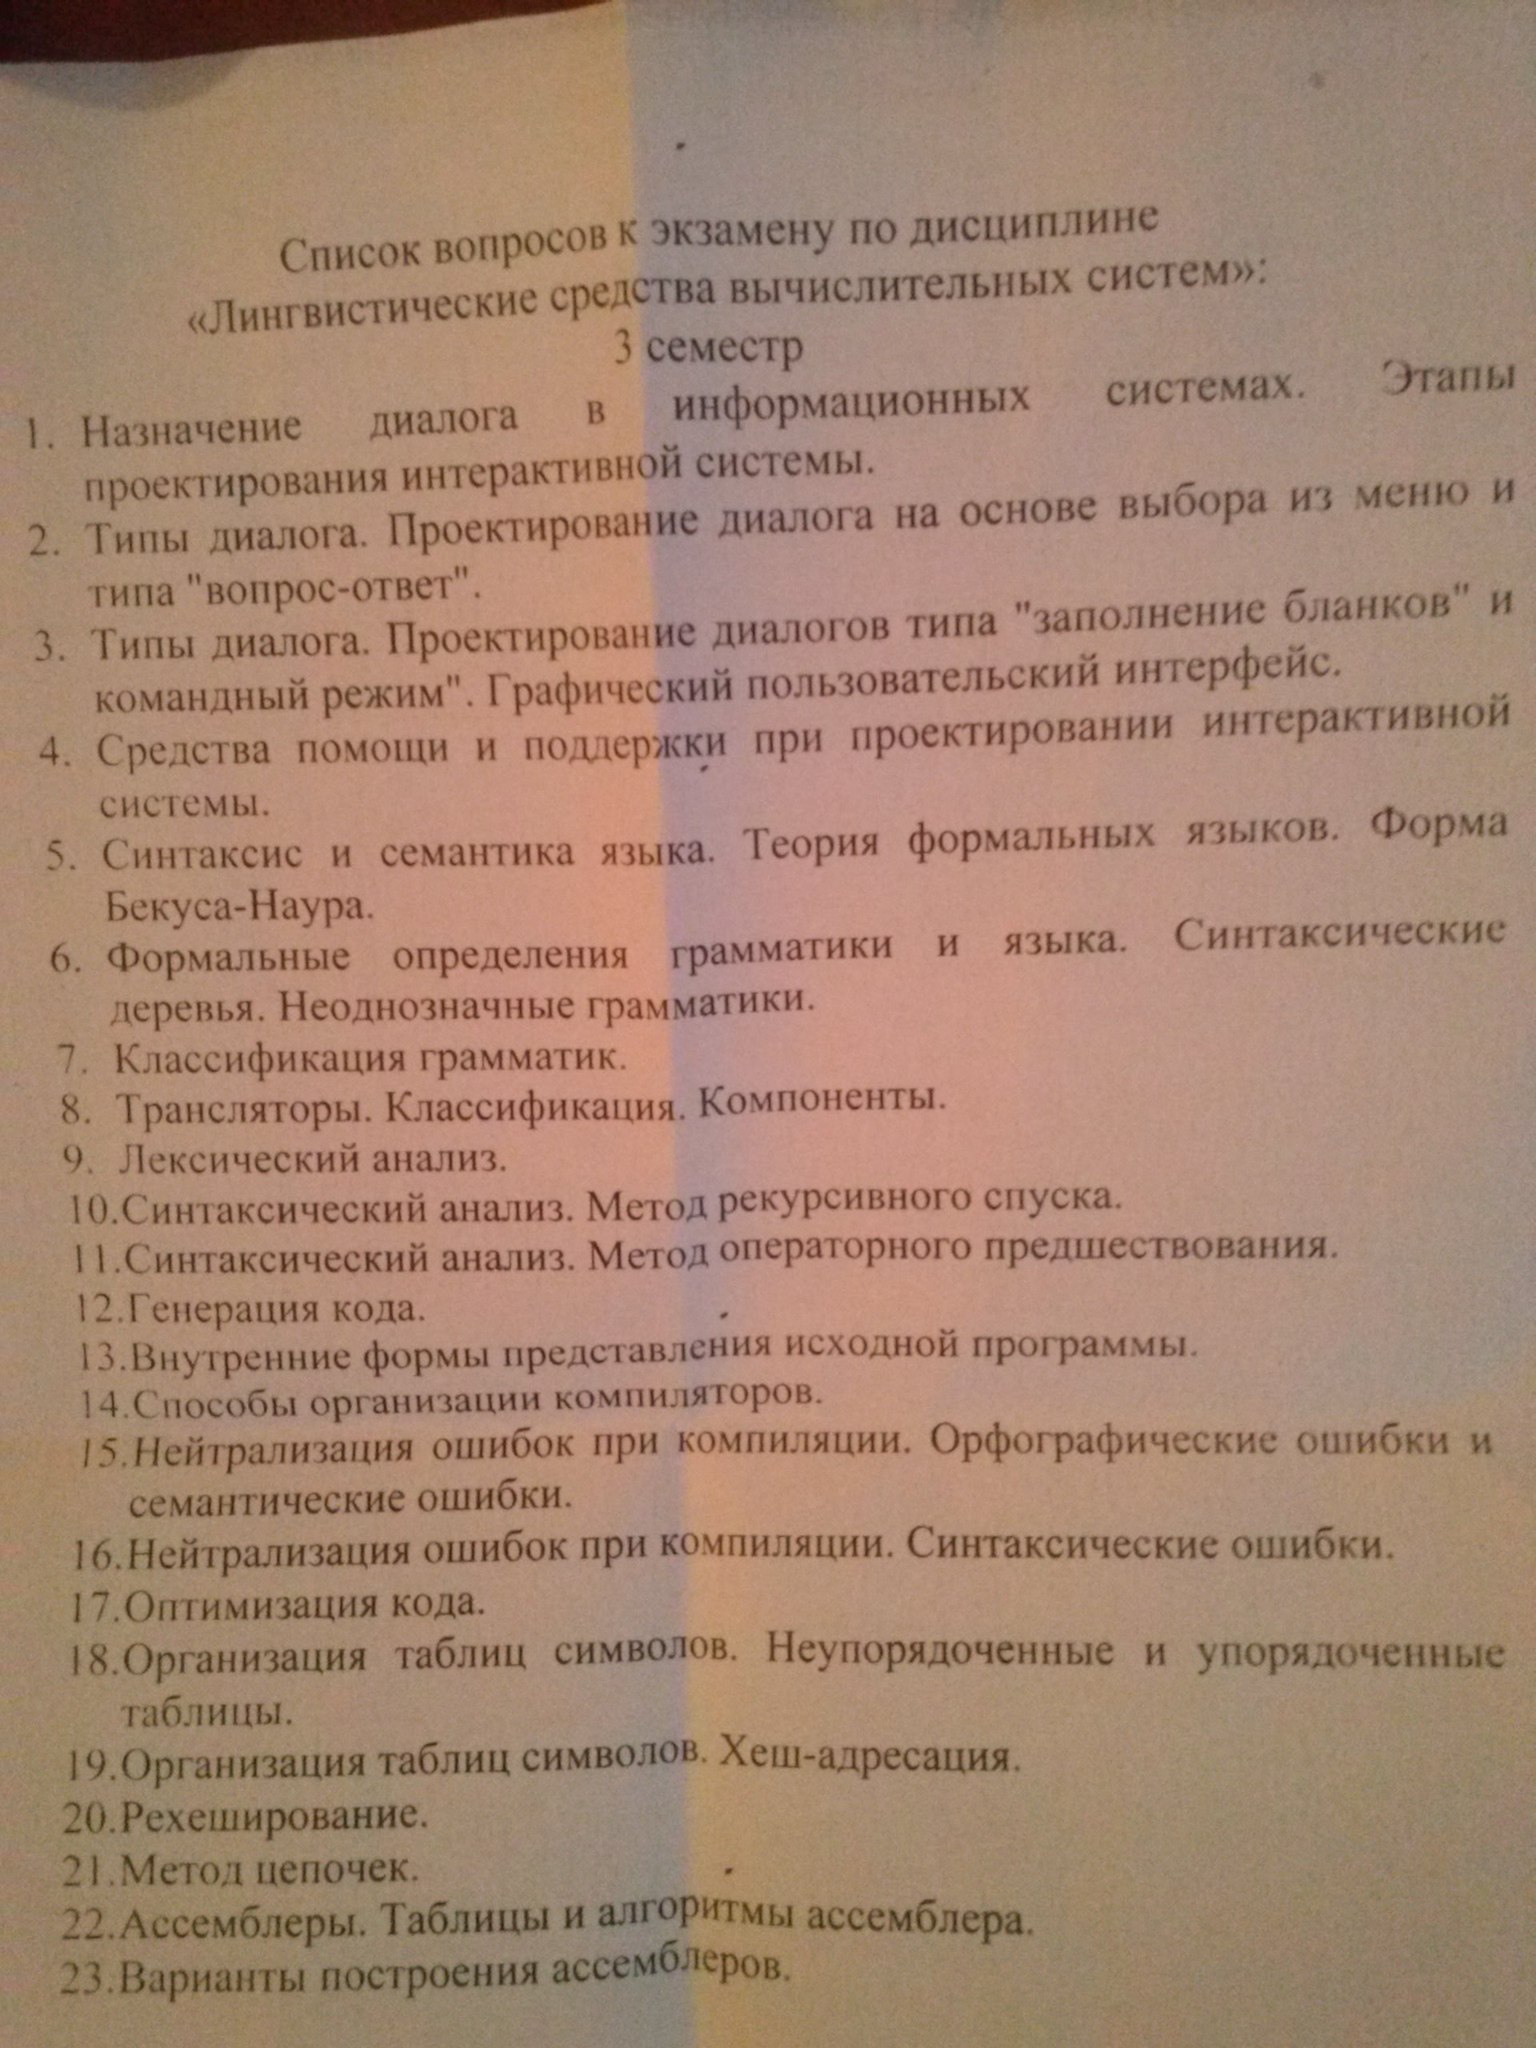 Список вопросов к экзамену по дисциплине
«Лингвистические средства вычислительных систем»:
3 семестр
1. Назначение диалога в информационных системах. Этапы
проектирования интерактивной системы.
2. Типы диалога. Проектирование диалога на основе выбора из меню и
типа "вопрос-ответ".
3. Типы диалога. Проектирование диалогов типа "заполнение бланков" и
командный режим". Графический пользовательский интерфейс.
4. Средства помощи и поддержки при проектировании интерактивной
системы.
5. Синтаксис и семантика языка. Теория формальных языков. Форма
Бекуса-Наура.
6. Формальные определения грамматики и языка. Синтаксические
деревья. Неоднозначные грамматики.
7. Классификация грамматик.
8. Трансляторы. Классификация. Компоненты.
9. Лексический анализ.
10.Синтаксический анализ. Метод рекурсивного спуска.
11.Синтаксический анализ. Метод операторного предшествования.
12.Генерация кода.
13.Внутренние формы представления исходной программы.
14.Способы организации компиляторов.
15.Нейтрализация ошибок при компиляции. Орфографические ошибки и
семантические ошибки.
16.Нейтрализация ошибок при компиляции. Синтаксические ошибки.
17.Оптимизация кода.
18.Организация таблиц символов. Неупорядоченные и упорядоченные
таблицы.
19.Организация таблиц символов. Хеш-адресация.
20.Рехеширование.
21.Метод цепочек.
22.Ассемблеры. Таблицы и алгоритмы ассемблера.
23.Варианты построения ассемблеров.